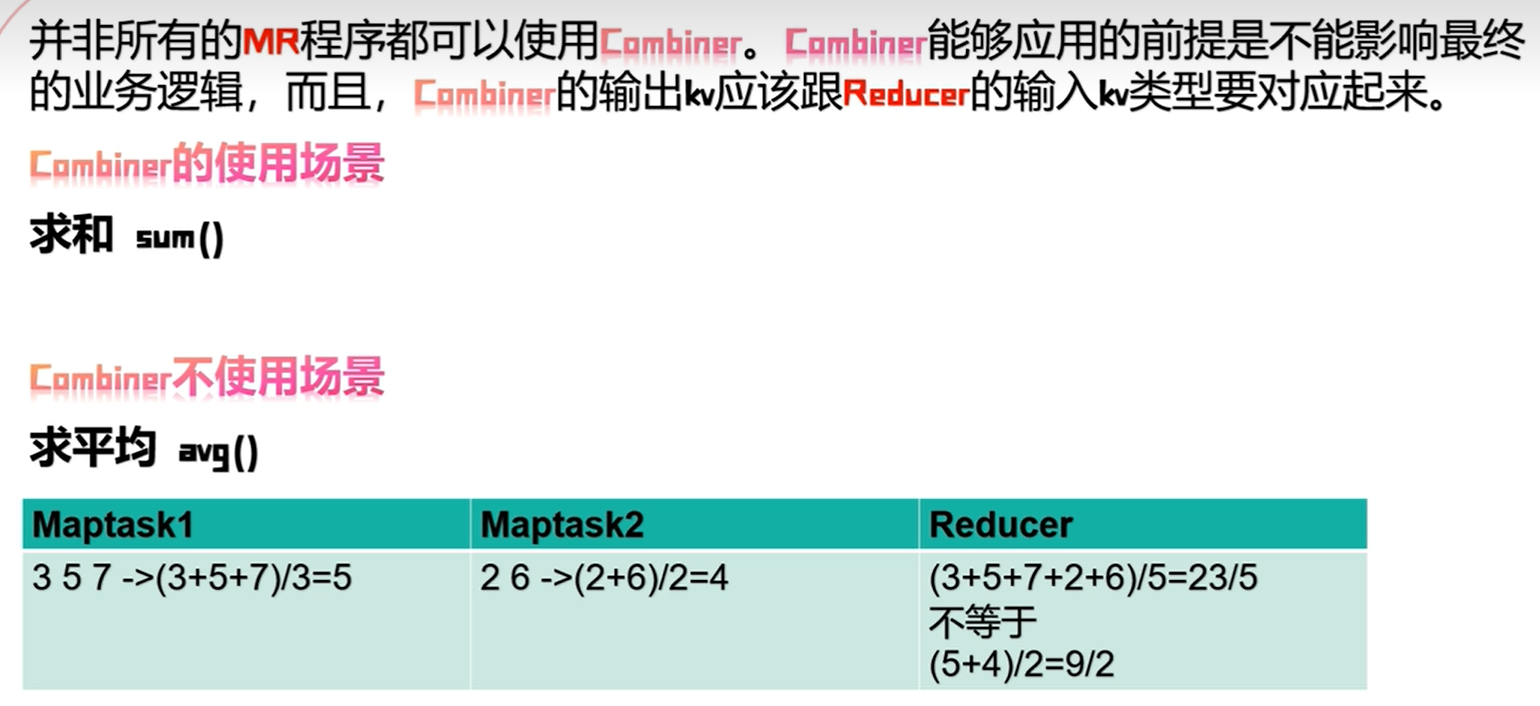 并非所有的MR程序都可以使用Combiner。Combiner能够应用的前提是不能影响最终
的业务逻辑，而且，Combiner的输出kv应该跟Reducer的输入kv类型要对应起来。
Combiner的使用场景
求和 sum()
Combiner不使用场景
求平均 avg()
Maptask1 Maptask2 Reducer
3 5 7 ->(3+5+7)/3=5 2 6 ->(2+6)/2=4 (3+5+7+2+6)/5=23/5
不等于
(5+4)/2=9/2